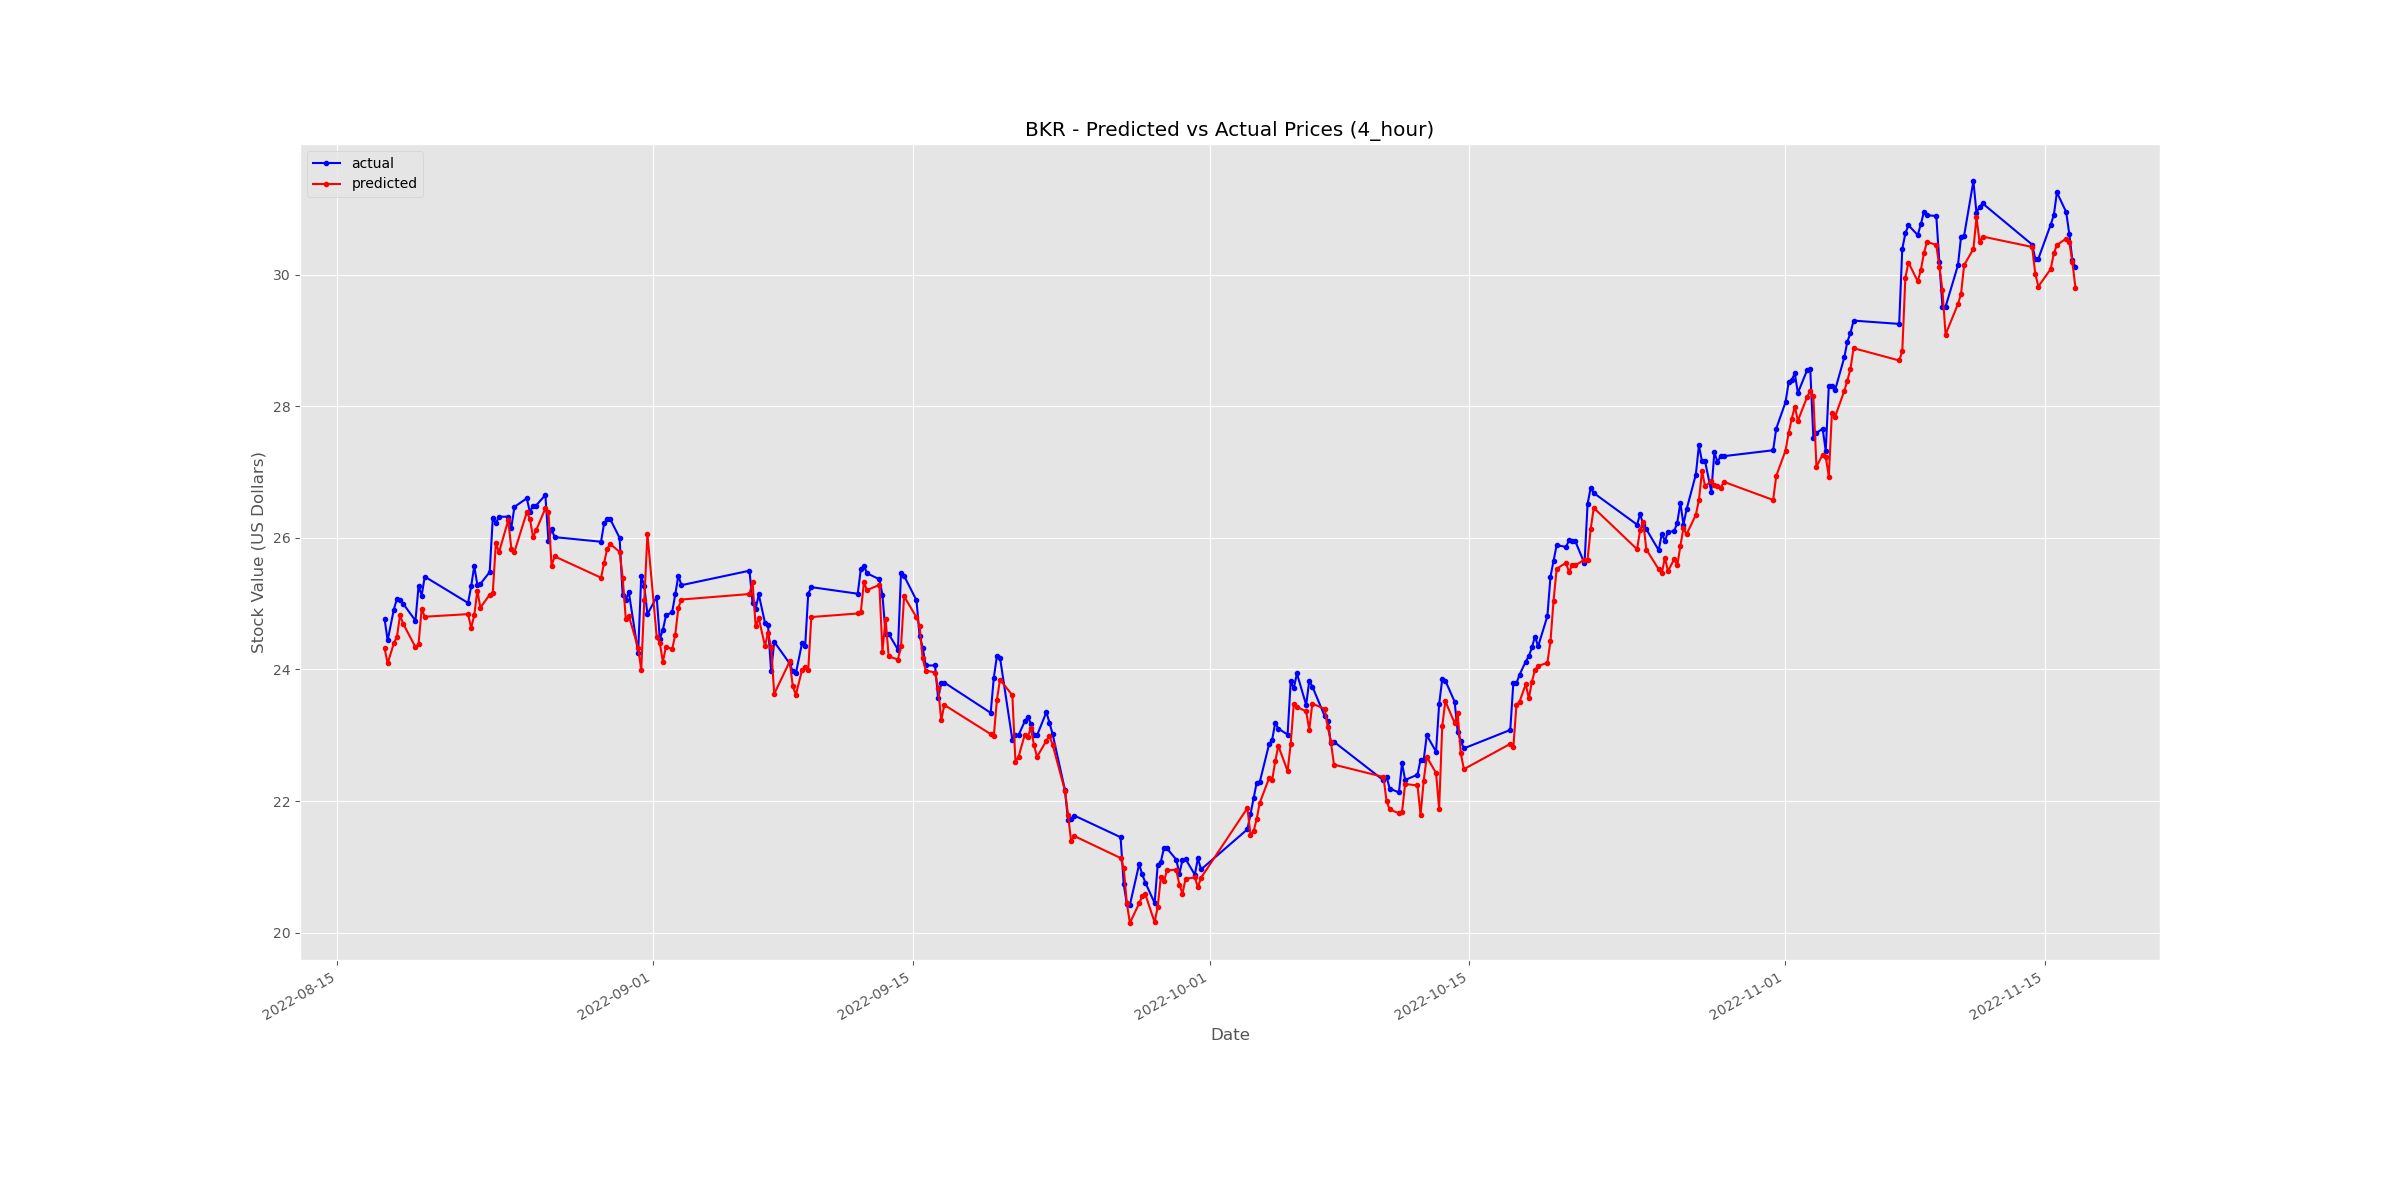 BKR - Predicted vs Actual Prices (4_hour)
actual
predicted
Stock Value (US Dollars)
30
28
26
24
22
20
2022-08-15
2022-09-01
2022-09-15
2022-10-01
2022-10-15
2022-11-01
2022-11-15
Date